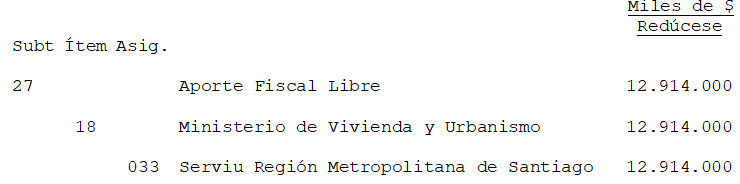 Miles de $
Redúcese
Subt Ítem Asig.
27 Aporte Fiscal Libre 12.914.000
18 Ministerio de Vivienda y Urbanismo 12.914.000
033 Serviu Región Metropolitana de Santiago 12.914.000